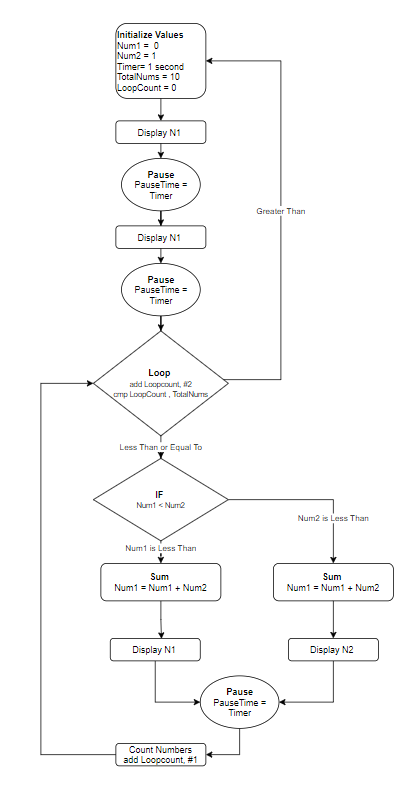 Initialize Values
Num1 = 0
Num2 = 1
Timer= 1 second
TotalNums = 10
LoopCount = 0
Display N1
Pause
PauseTime =
Timer
Greater Than
Display N1
Pause
PauseTime =
Timer
Loop
add Loopcount, #2
cmp LoopCount , TotalNums
Less Than or Equal To
IF
Num1 < Num2
Num2 is Less Than
Num1 is Less Than
Sum
Num1 = Num1 + Num2
Sum
Num1 = Num1 + Num2
Display N1
Display N2
Pause
PauseTime =
Timer
Count Numbers
add Loopcount, #1